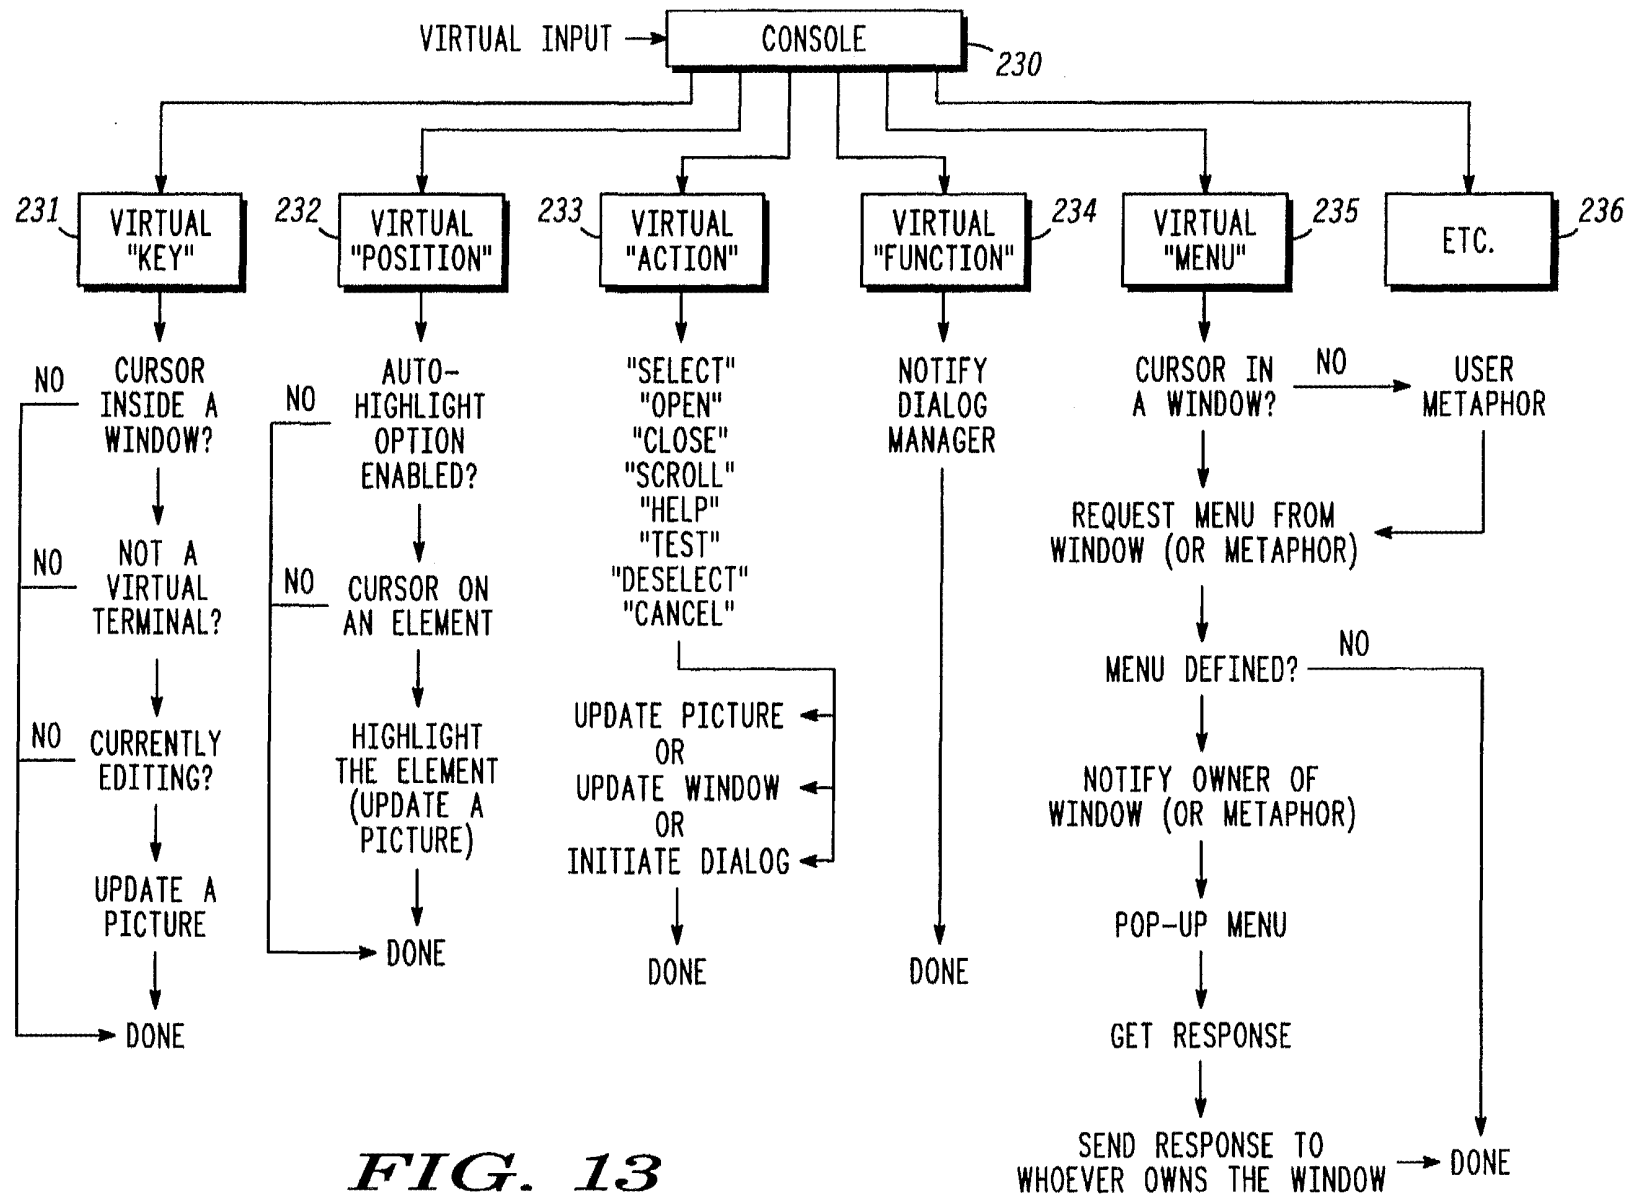 VIRTUAL INPUT
CONSOLE
230
231
VIRTUAL
"KEY"
232
VIRTUAL
"POSITION"
233
VIRTUAL
"ACTION"
VIRTUAL
"FUNCTION"
234
VIRTUAL
"MENU"
235
ETC.
236
NO
CURSOR
INSIDE A
WINDOW?
NO
NOT A
VIRTUAL
TERMINAL?
NO
CURRENTLY
EDITING?
UPDATE A
PICTURE
DONE
NO
AUTO-
HIGHLIGHT
OPTION
ENABLED?
NO
CURSOR ON
AN ELEMENT
HIGHLIGHT
THE ELEMENT
(UPDATE A
PICTURE)
DONE
"SELECT"
"OPEN"
"CLOSE"
"SCROLL"
"HELP"
"TEST"
"DESELECT"
"CANCEL"
UPDATE PICTURE
OR
UPDATE WINDOW
OR
INITIATE DIALOG
DONE
NOTIFY
DIALOG
MANAGER
DONE
CURSOR IN
A WINDOW?
NO
USER
METAPHOR
REQUEST MENU FROM
WINDOW (OR METAPHOR)
MENU DEFINED?
NO
NOTIFY OWNER OF
WINDOW (OR METAPHOR)
POP-UP MENU
GET RESPONSE
SEND RESPONSE TO
WHOEVER OWNS THE WINDOW
DONE
FIG. 13